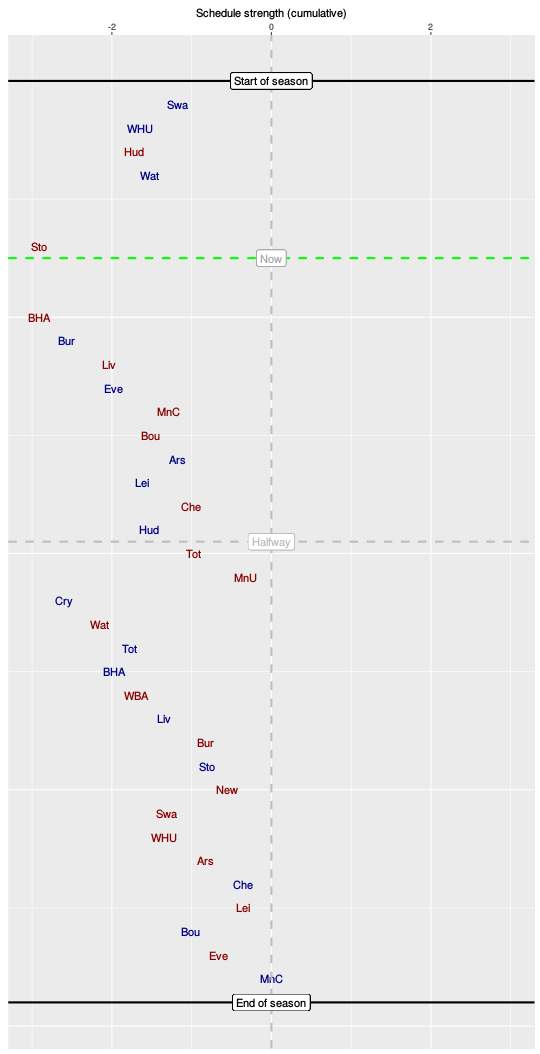 Schedule strength (cumulative)
-2 0 2
Start of season
Swa
WHU
Hud
Wat
Sto
Now
BHA
Bur
Liv
Eve
MnC
Bou
Ars
Lei
Che
Hud
Halfway
Tot
MnU
Cry
Wat
Tot
BHA
WBA
Liv
Bur
Sto
New
Swa
WHU
Ars
Che
Lei
Bou
Eve
MnC
End of season